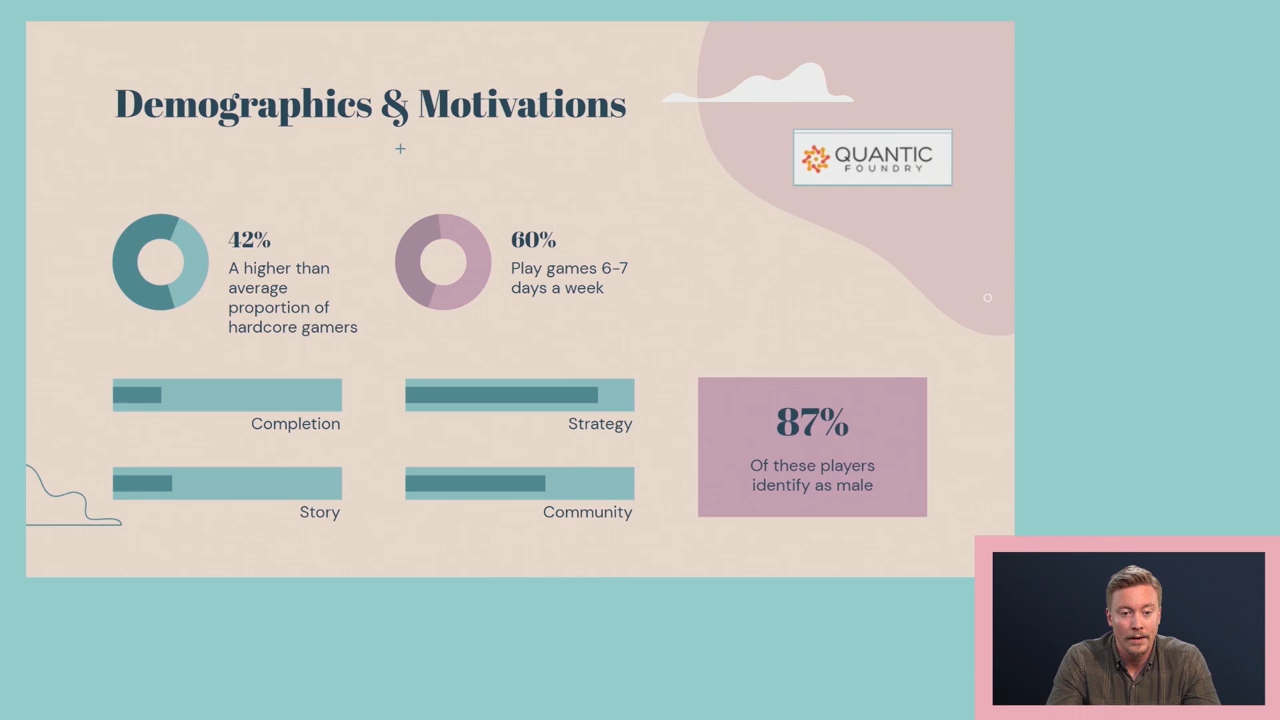 Demographics & Motivations
QUANTIC
FOUNDRY
42%
A higher than
average
proportion of
hardcore gamers
60%
Play games 6-7
days a week
Completion
Strategy
Story
Community
87%
Of these players
identify as male